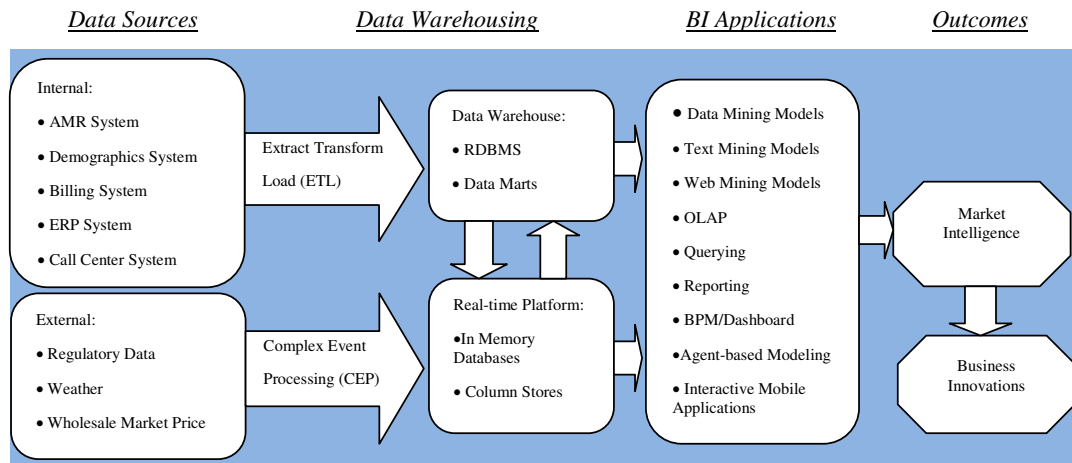 Data Sources
Data Warehousing
BI Applications
Outcomes
Internal:
• AMR System
• Demographics System
• Billing System
• ERP System
• Call Center System
External:
• Regulatory Data
• Weather
• Wholesale Market Price
Extract Transform
Load (ETL)
Complex Event
Processing (CEP)
Data Warehouse:
• RDBMS
• Data Marts
Real-time Platform:
•In Memory
Databases
• Column Stores
• Data Mining Models
• Text Mining Models
• Web Mining Models
• OLAP
• Querying
• Reporting
• BPM/Dashboard
•Agent-based Modeling
• Interactive Mobile
Applications
Market
Intelligence
Business
Innovations